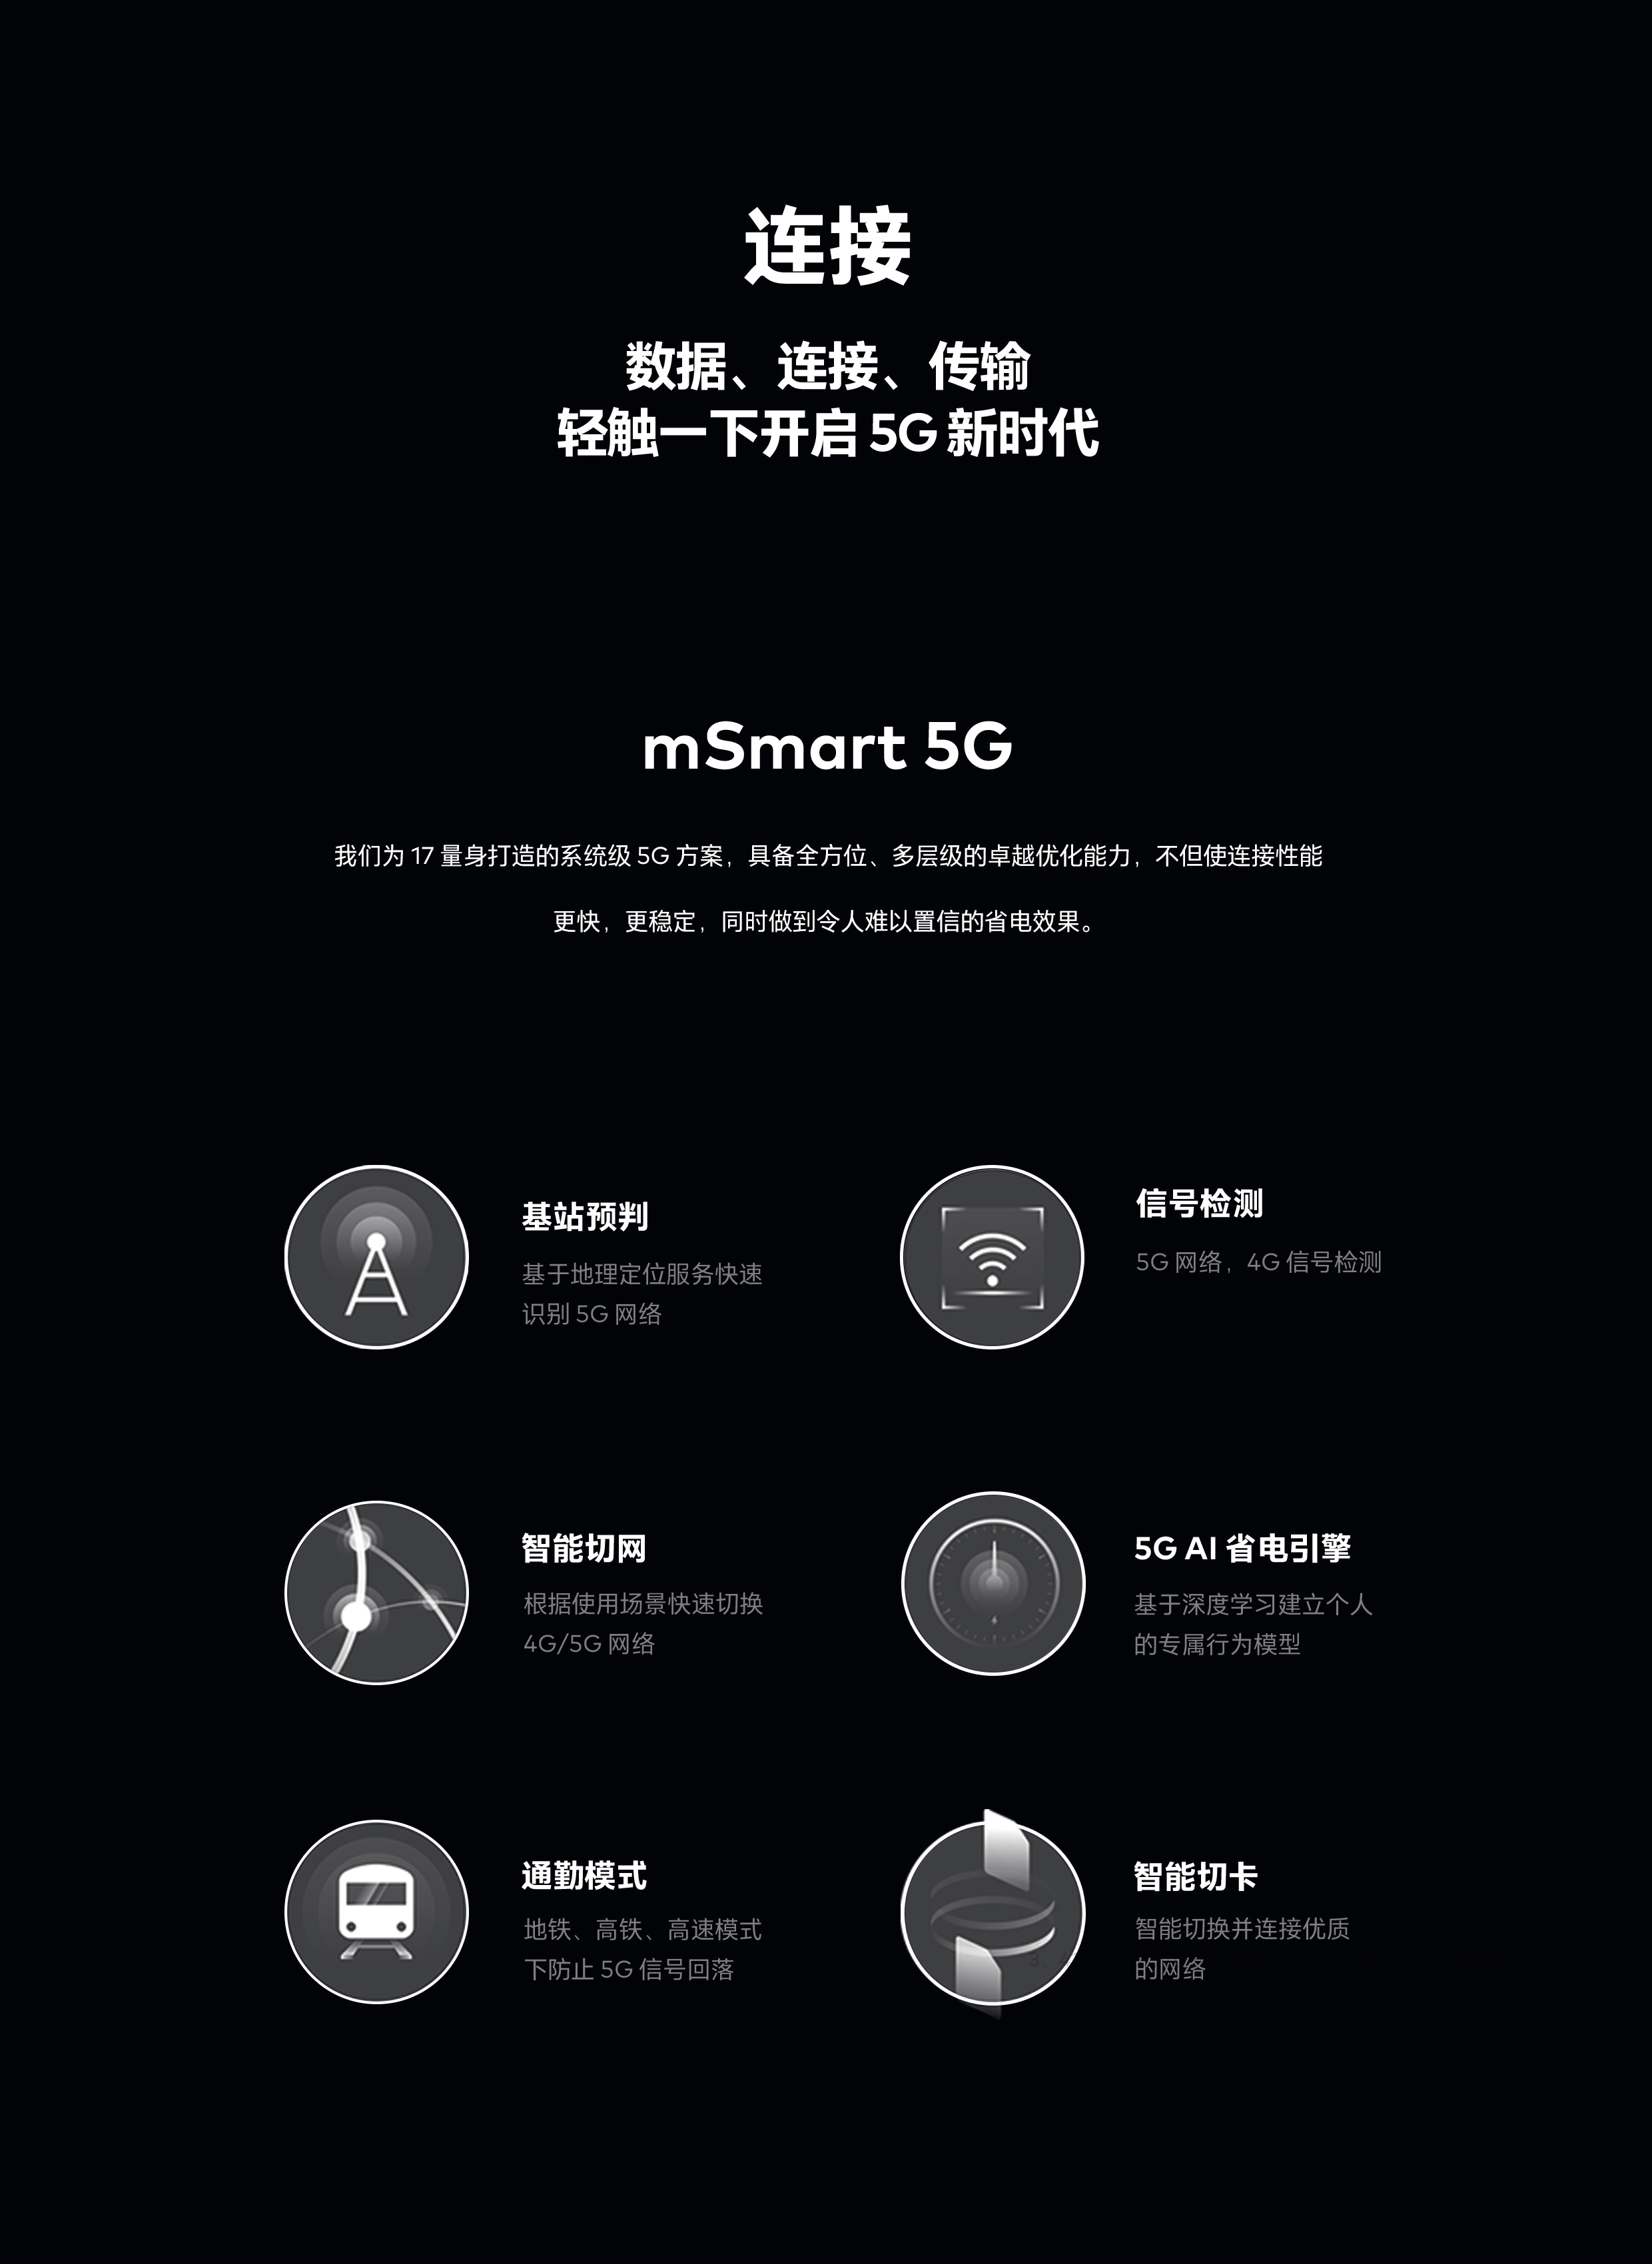 连接
数据、连接、传输
轻触一下开启 5G 新时代
mSmart 5G
我们为 17 量身打造的系统级 5G 方案，具备全方位、多层级的卓越优化能力，不但使连接性能
更快，更稳定，同时做到令人难以置信的省电效果。
基站预判
基于地理定位服务快速
识别 5G 网络
信号检测
5G 网络，4G 信号检测
智能切网
根据使用场景快速切换
4G/5G 网络
5G AI 省电引擎
基于深度学习建立个人
的专属行为模型
通勤模式
地铁、高铁、高速模式
下防止 5G 信号回落
智能切卡
智能切换并连接优质
的网络